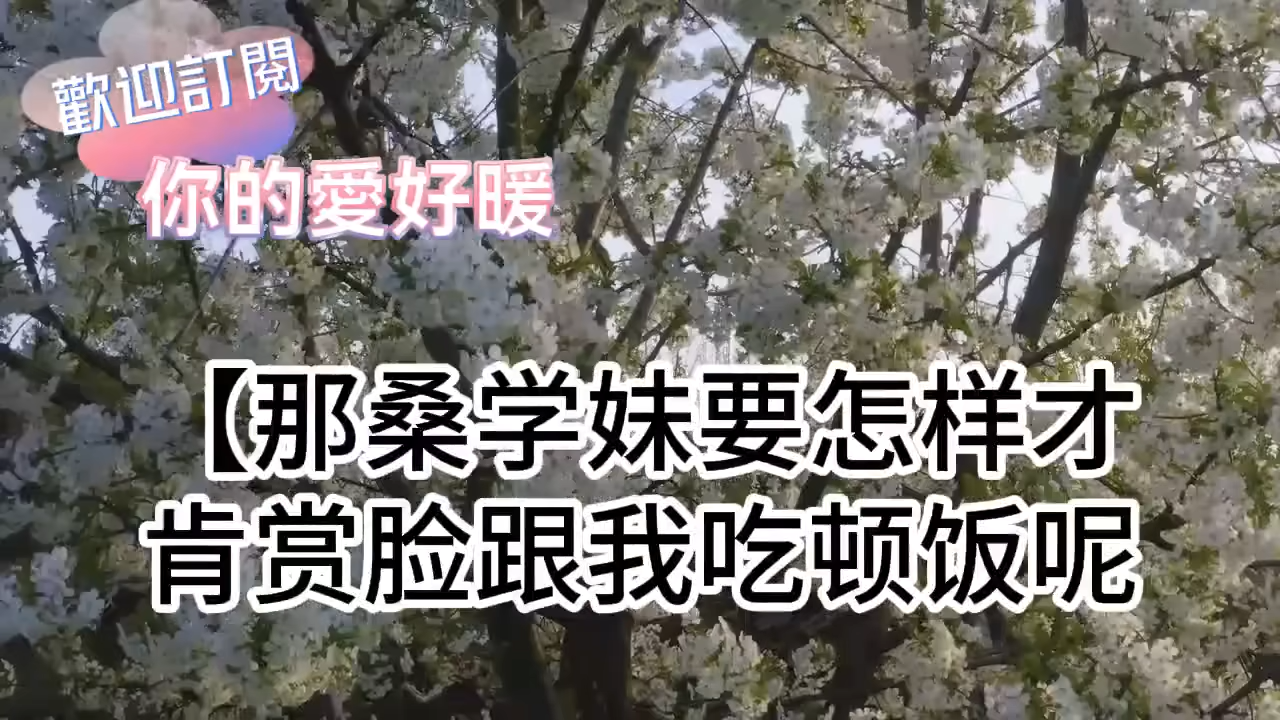 歡迎訂閱
你的愛好暖
【那桑学妹要怎样才
肯赏脸跟我吃顿饭呢